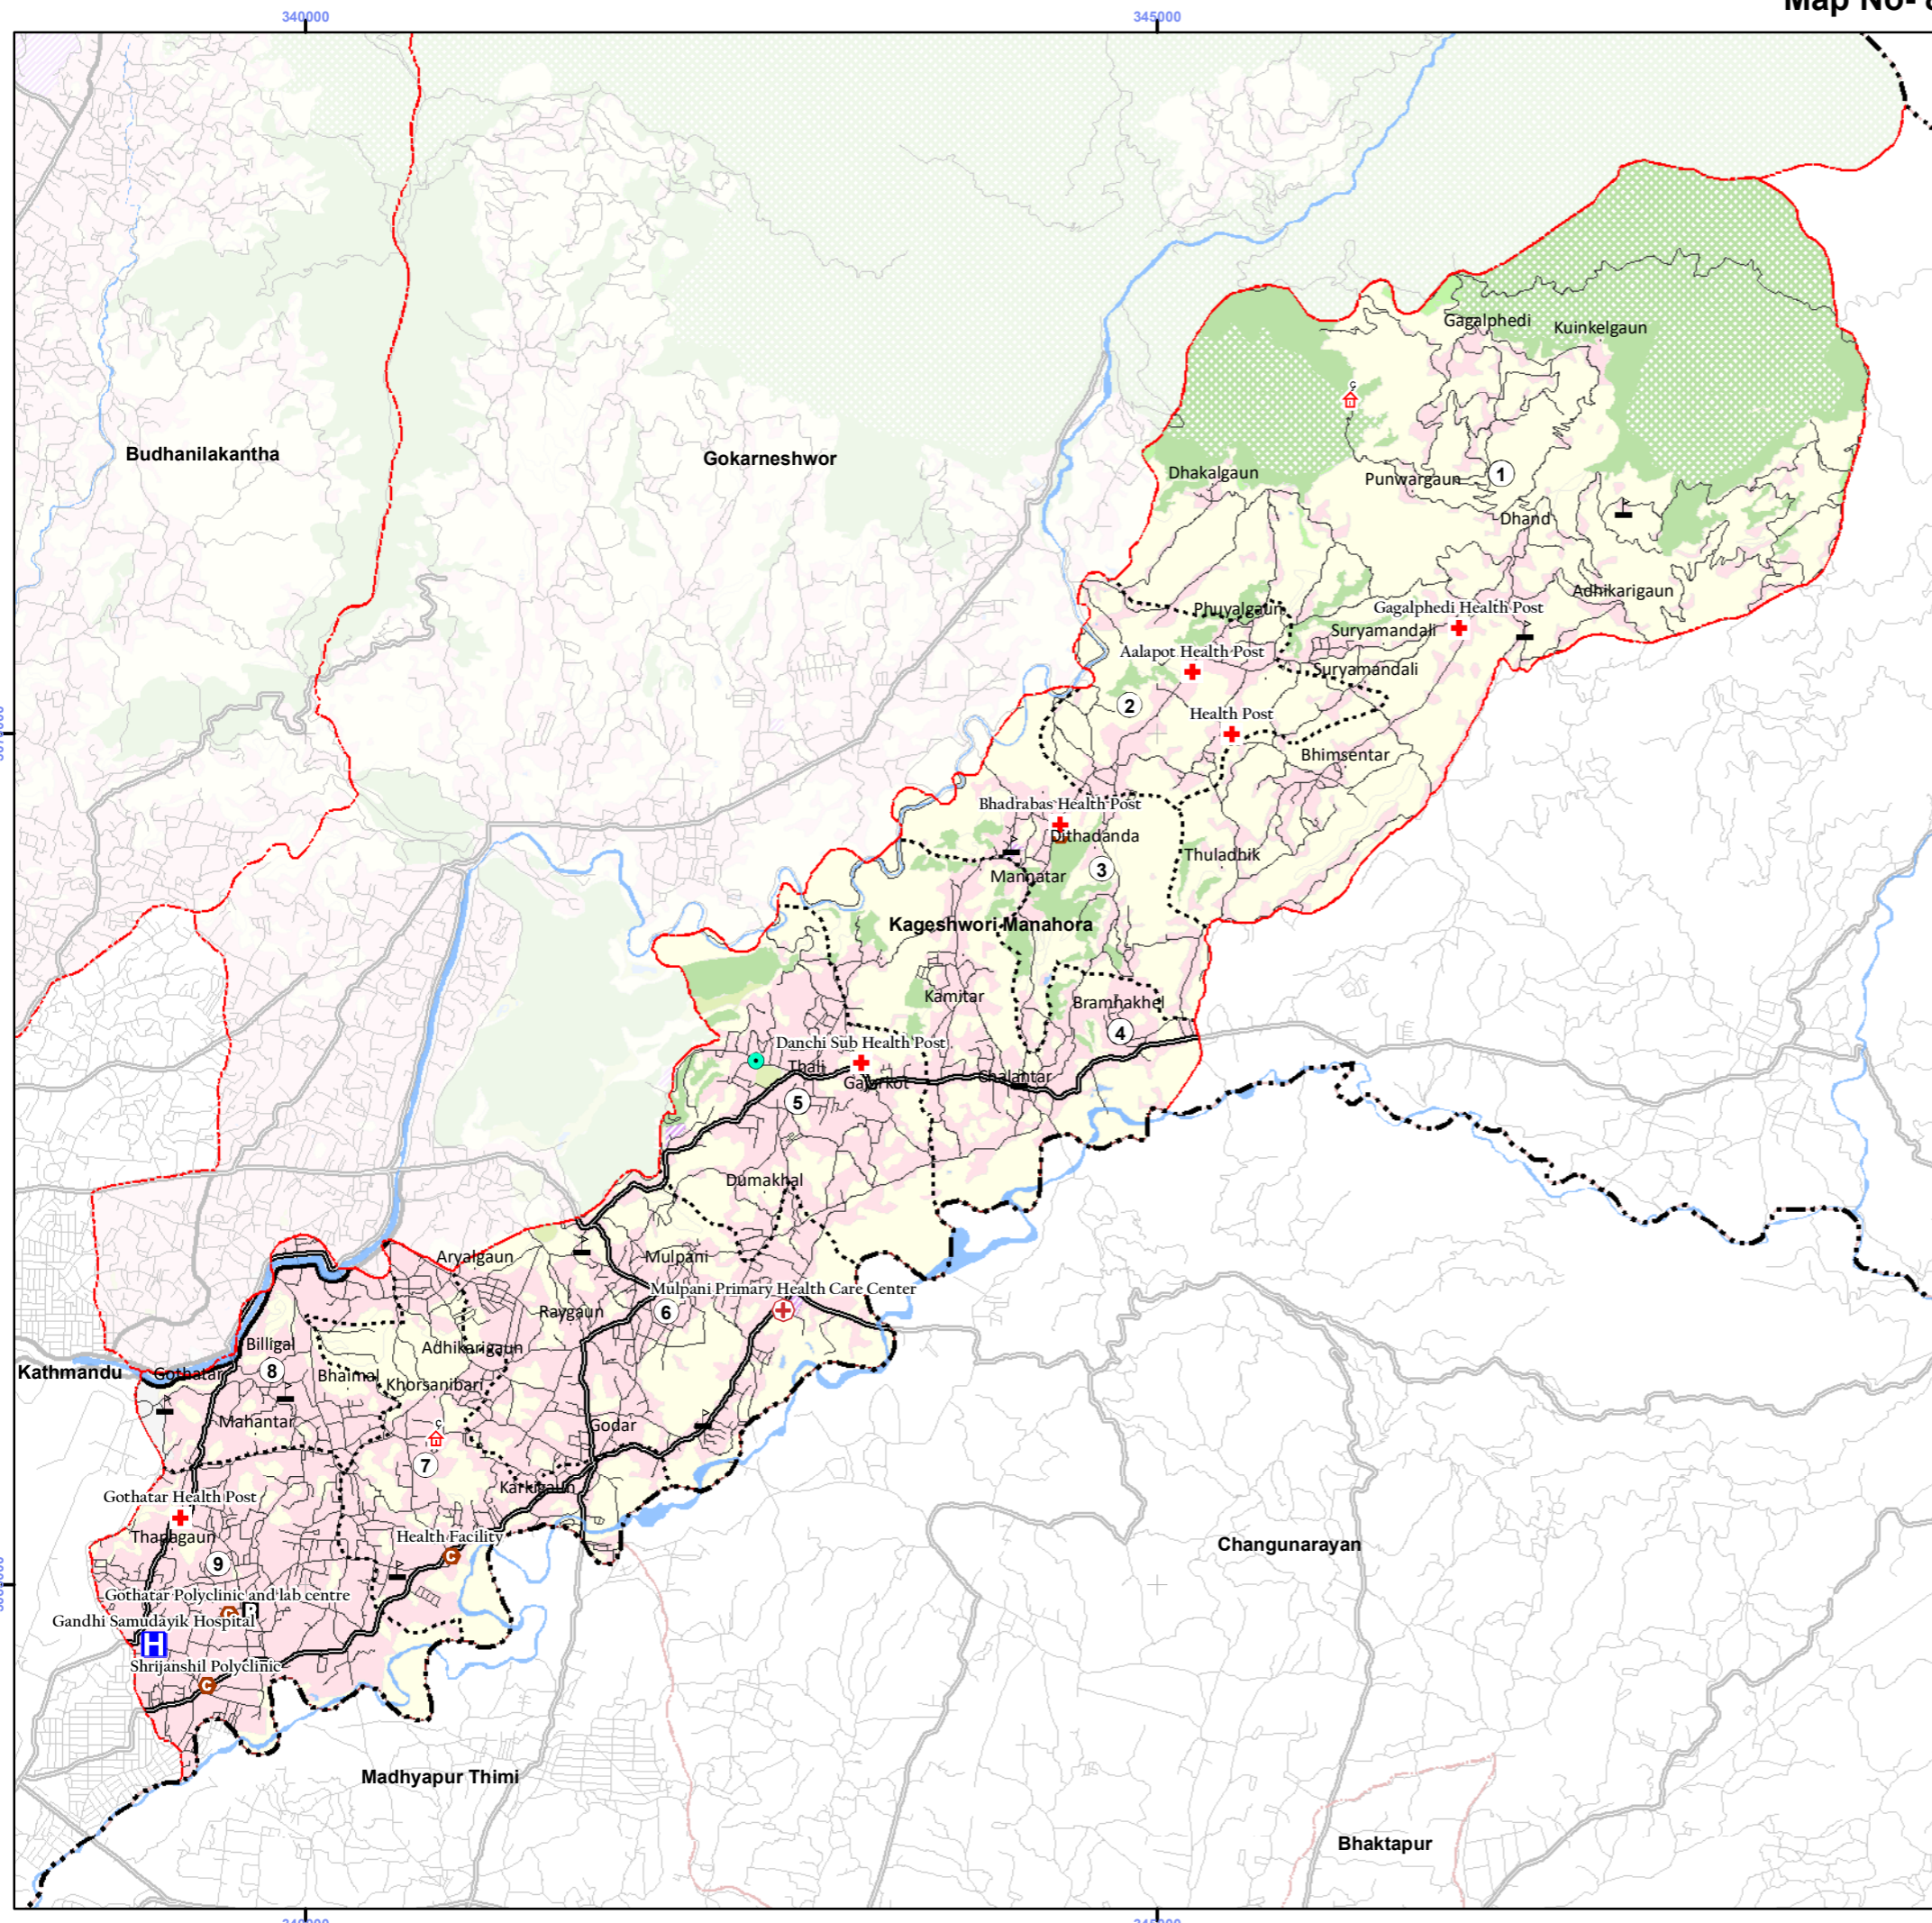 Map No-
340000
345000
Gagalphedi
Kuinkelgaun
Budhanilakantha
Gokarneshwor
Dhakalgaun
Punwargaun
1
Dhand
Adhikarigaun
Phuyalgaun
Gagalphedi Health Post
Suryamandali
Aalapot Health Post
Suryamandali
2
Health Post
Bhimsentar
Bhadrabas Health Post
Dithadanda
Thuladhik
3
Mannatar
Kageshwori-Manahora
Kamitar
Bramhakhel
4
Danchi Sub Health Post
Thali
Gajurkot
Chalantar
5
Dumakhal
Aryalgaun
Mulpani
Mulpani Primary Health Care Center
Raygaun
6
Billigal
Adhikarigaun
Kathmandu
Gothatar
8
Bhaimal
Khorsanibari
Mahantar
Godar
7
Karkigaun
Gothatar Health Post
Thapagaun
Health Facility
Changunarayan
9
Gothatar Polyclinic and lab centre
Gandhi Samudayik Hospital
H
Shrijanshil Polyclinic
C
Madhyapur Thimi
Bhaktapur